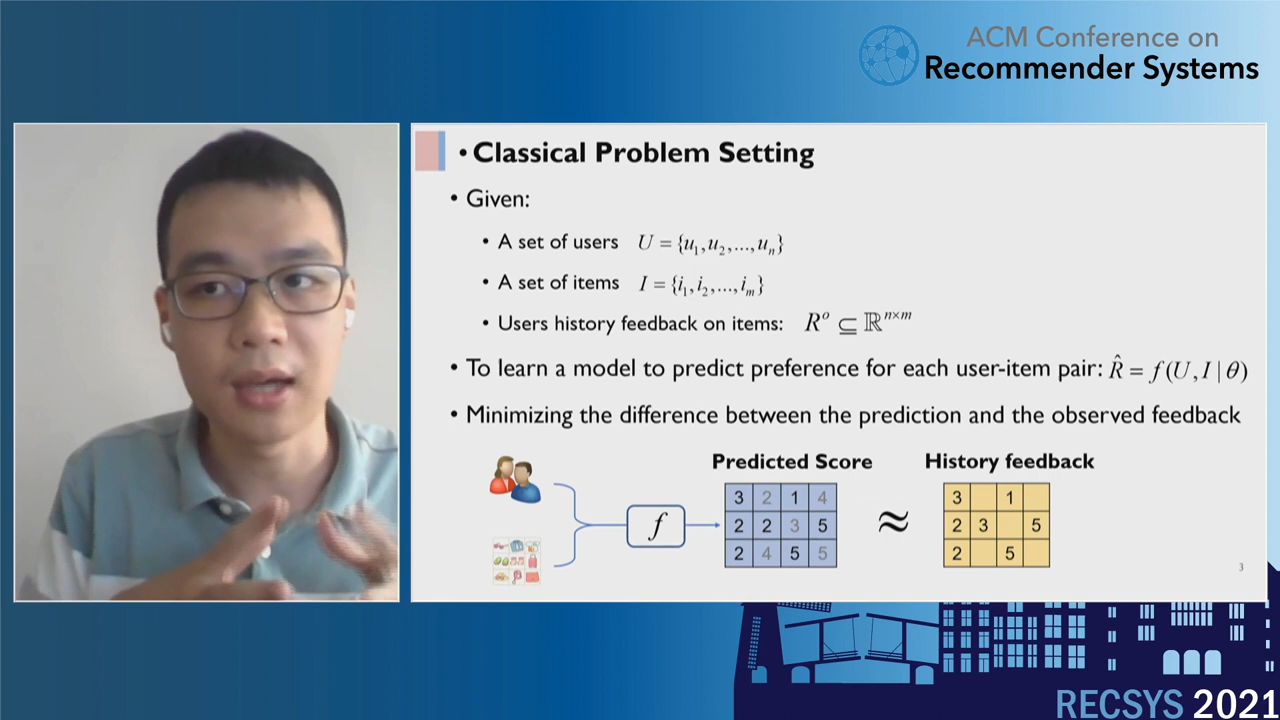 ACM Conference on
Recommender Systems
• Classical Problem Setting
• Given:
• A set of users U = {u₁,u₂,...,uₙ}
• A set of items I = {i₁,i₂,...,iₘ}
• Users history feedback on items: Rᵒ ⊆ ℝⁿˣᵐ
• To learn a model to predict preference for each user-item pair: R̂ = f(U,I|θ)
• Minimizing the difference between the prediction and the observed feedback
Predicted Score History feedback
3 2 1 4 3 1
f 2 2 3 5 ≈ 2 3 5
2 4 5 5 2 5
3
RECSYS 2021